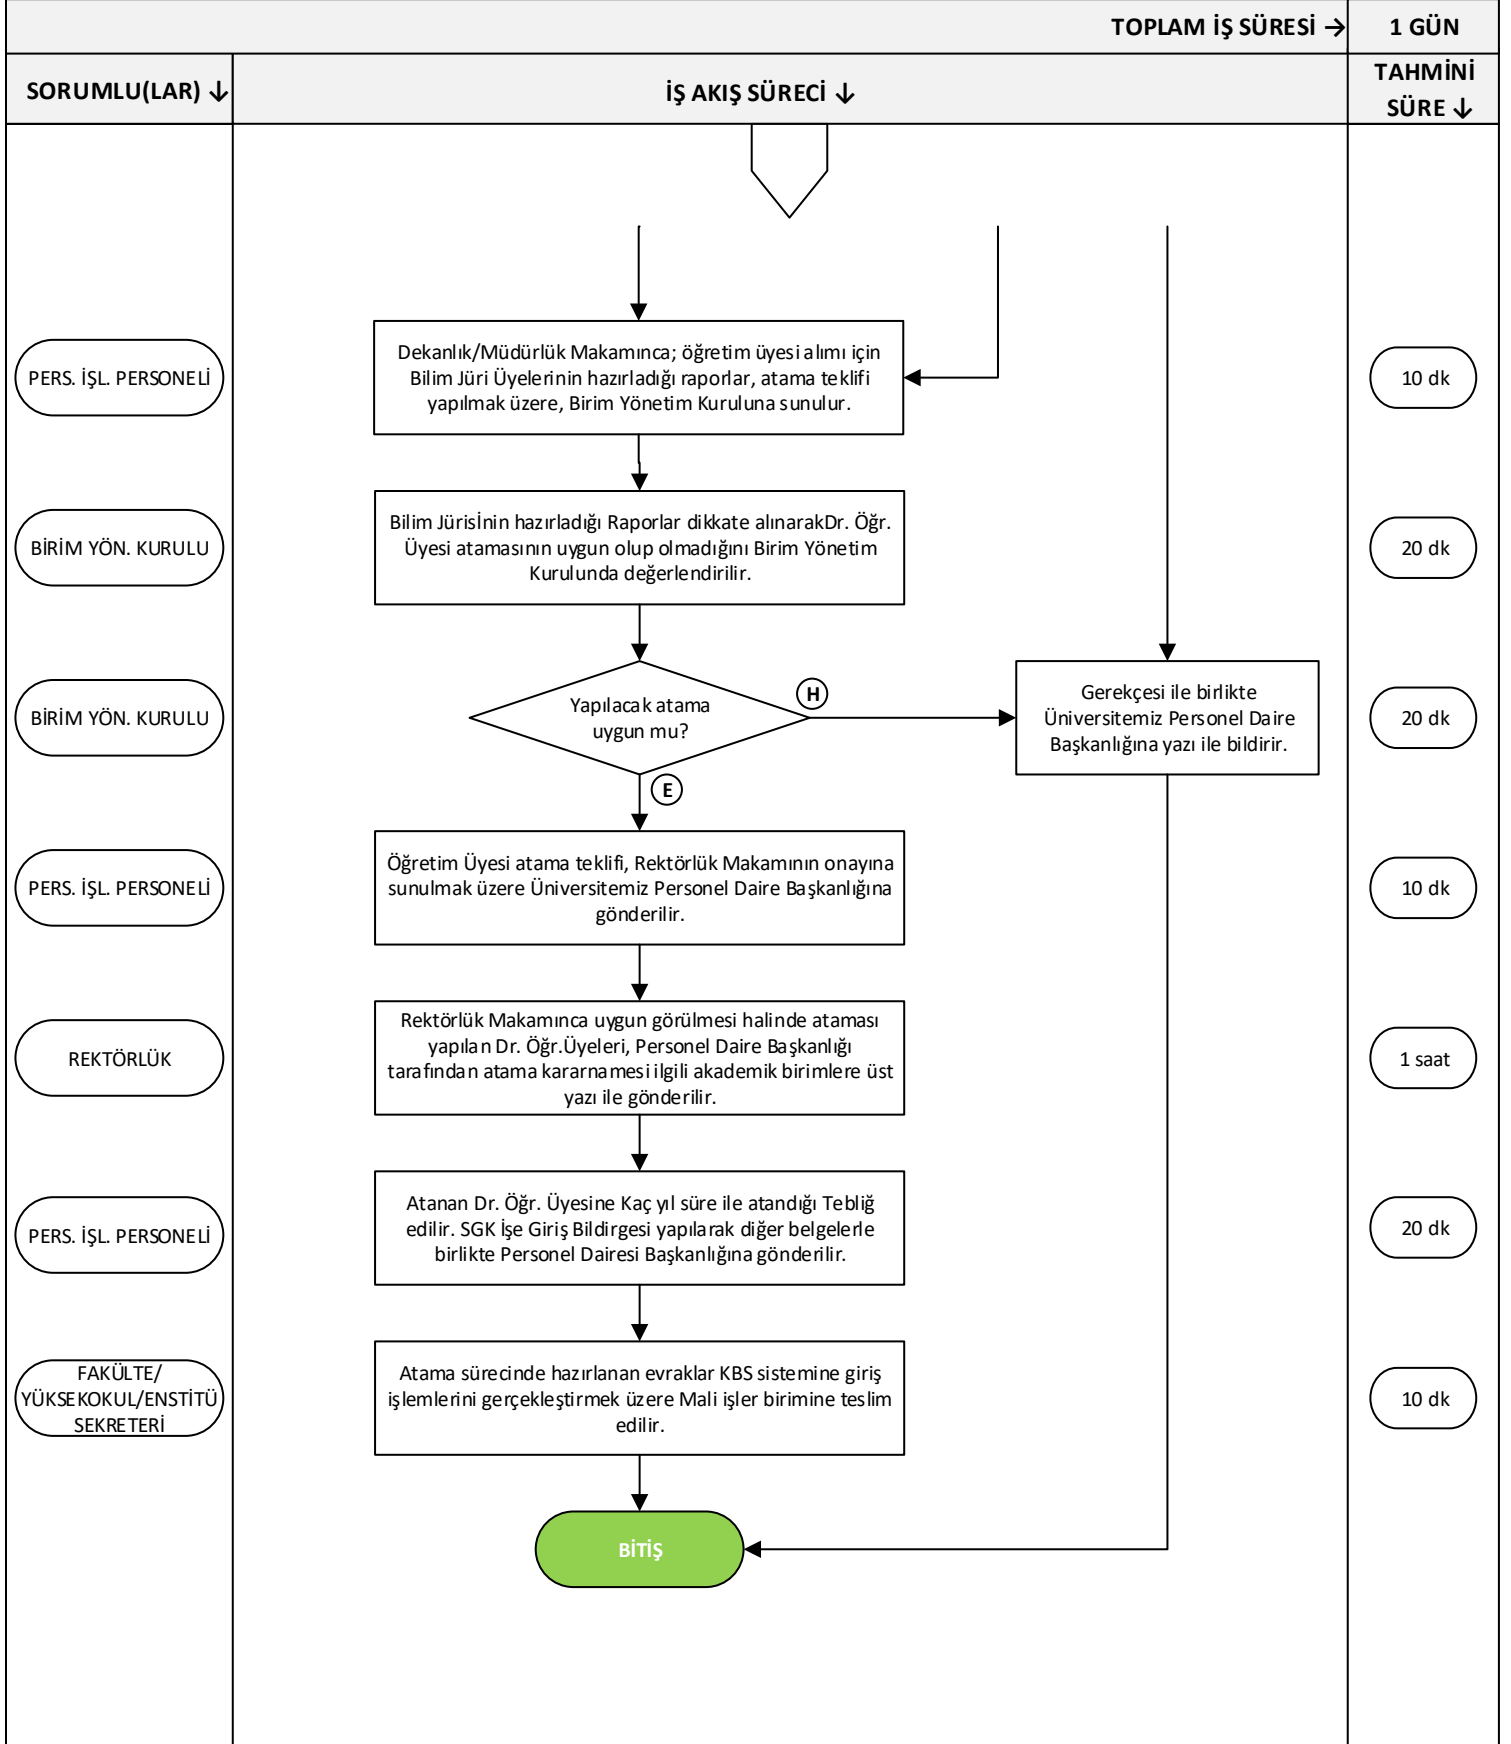 TOPLAM İŞ SÜRESİ → 1 GÜN
SORUMLU(LAR) ↓
İŞ AKIŞ SÜRECİ ↓
TAHMİNİ
SÜRE ↓
PERS. İŞL. PERSONELİ
Dekanlık/Müdürlük Makamınca; öğretim üyesi alımı için
Bilim Jüri Üyelerinin hazırladığı raporlar, atama teklifi
yapılmak üzere, Birim Yönetim Kuruluna sunulur.
10 dk
BİRİM YÖN. KURULU
Bilim Jürisİnin hazırladığı Raporlar dikkate alınarakDr. Öğr.
Üyesi atamasının uygun olup olmadığını Birim Yönetim
Kurulunda değerlendirilir.
20 dk
BİRİM YÖN. KURULU
Yapılacak atama
uygun mu?
H
E
Gerekçesi ile birlikte
Üniversitemiz Personel Daire
Başkanlığına yazı ile bildirir.
20 dk
PERS. İŞL. PERSONELİ
Öğretim Üyesi atama teklifi, Rektörlük Makamının onayına
sunulmak üzere Üniversitemiz Personel Daire Başkanlığına
gönderilir.
10 dk
REKTÖRLÜK
Rektörlük Makamınca uygun görülmesi halinde ataması
yapılan Dr. Öğr.Üyeleri, Personel Daire Başkanlığı
tarafından atama kararnamesi ilgili akademik birimlere üst
yazı ile gönderilir.
1 saat
PERS. İŞL. PERSONELİ
Atanan Dr. Öğr. Üyesine Kaç yıl süre ile atandığı Tebliğ
edilir. SGK İşe Giriş Bildirgesi yapılarak diğer belgelerle
birlikte Personel Dairesi Başkanlığına gönderilir.
20 dk
FAKÜLTE/
YÜKSEKOKUL/ENSTİTÜ
SEKRETERİ
Atama sürecinde hazırlanan evraklar KBS sistemine giriş
işlemlerini gerçekleştirmek üzere Mali işler birimine teslim
edilir.
10 dk
BİTİŞ